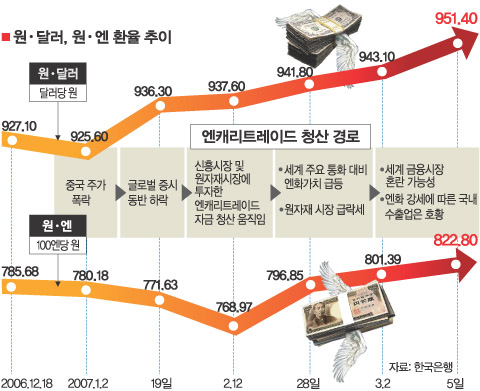 ■ 원·달러, 원·엔 환율 추이
원·달러
달러당 원
927.10
925.60
936.30
937.60
941.80
943.10
951.40
엔캐리트레이드 청산 경로
중국 주가
폭락
글로벌 증시
동반 하락
신흥시장 및
원자재시장에
투자한
엔캐리트레이드
자금 청산 움직임
•세계 주요 통화 대비
엔화가치 급등
•원자재 시장 급락세
•세계 금융시장
혼란 가능성
•엔화 강세에 따른 국내
수출업은 호황
원·엔
100엔당 원
785.68
780.18
771.63
768.97
796.85
801.39
822.80
자료: 한국은행
2006.12.18
2007.1.2
19일
2.12
28일
3.2
5일